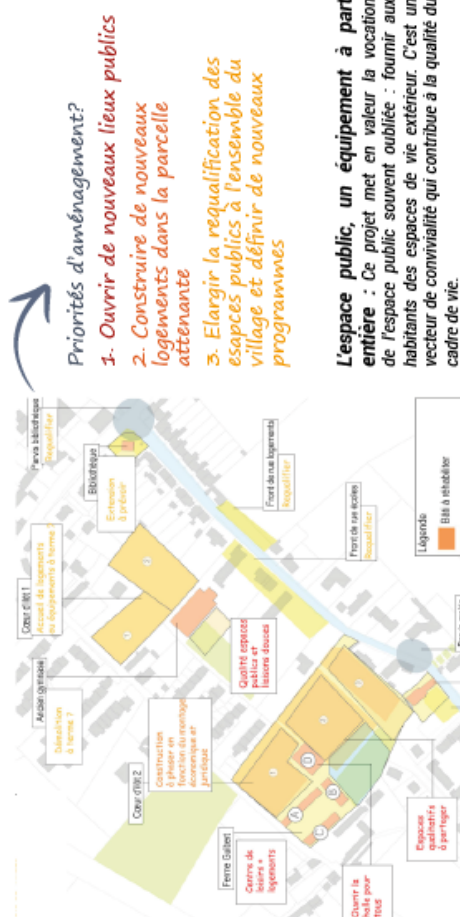 Priorités d'aménagement?
1. Ouvrir de nouveaux lieux publics
2. Construire de nouveaux
logements dans la parcelle
attenante
3. Elargir la requalification des
esapces publics à l'ensemble du
village et définir de nouveaux
programmes
L'espace public, un équipement à part
entière : Ce projet met en valeur la vocation
de l'espace public souvent oubliée : fournir aux
habitants des espaces de vie extérieur. C'est un
vecteur de convivialité qui contribue à la qualité du
cadre de vie.
Parvis bibliothèque
Requalifier
Bibliothèque
Extension
à prévoir
Cœur d'îlot 1
Accueil de logements
ou équipements à terme ?
Ancien gymnase
Démolition
à terme ?
Cœur d'îlot 2
Construction
à phaser en
fonction du montage
économique et
juridique
Ferme Gallient
Centre de
loisirs +
logements
Ouvrir la
halle pour
tous
Espaces
qualitatifs
à partager
Qualité espaces
publics et
liaisons douces
Front de rue logements
Requalifier
Front de rue écoles
Requalifier
A
B
C
D
Légende
Bâti à réhabiliter